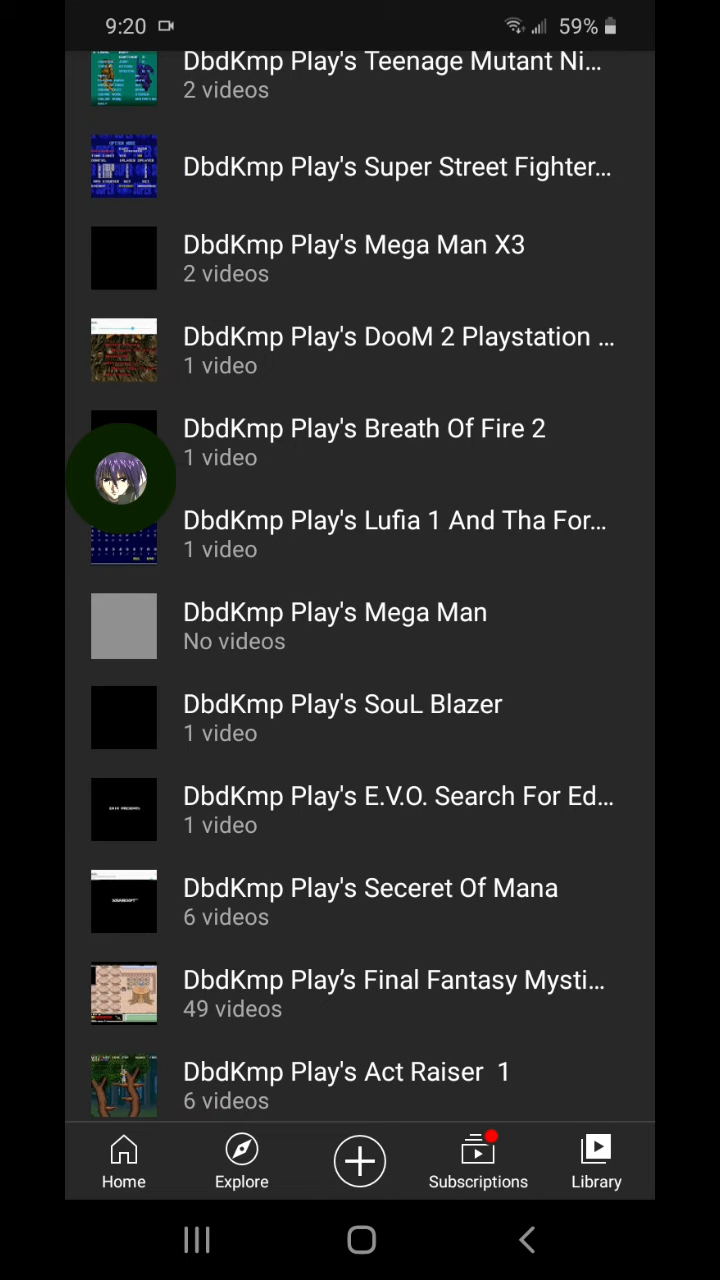 9:20
59%
DbdKmp Play's Teenage Mutant Ni...
2 videos
DbdKmp Play's Super Street Fighter...
DbdKmp Play's Mega Man X3
2 videos
DbdKmp Play's DooM 2 Playstation ...
1 video
DbdKmp Play's Breath Of Fire 2
1 video
DbdKmp Play's Lufia 1 And Tha For...
1 video
DbdKmp Play's Mega Man
No videos
DbdKmp Play's SouL Blazer
1 video
DbdKmp Play's E.V.O. Search For Ed...
1 video
DbdKmp Play's Seceret Of Mana
6 videos
DbdKmp Play’s Final Fantasy Mysti...
49 videos
DbdKmp Play's Act Raiser  1
6 videos
Home
Explore
Subscriptions
Library